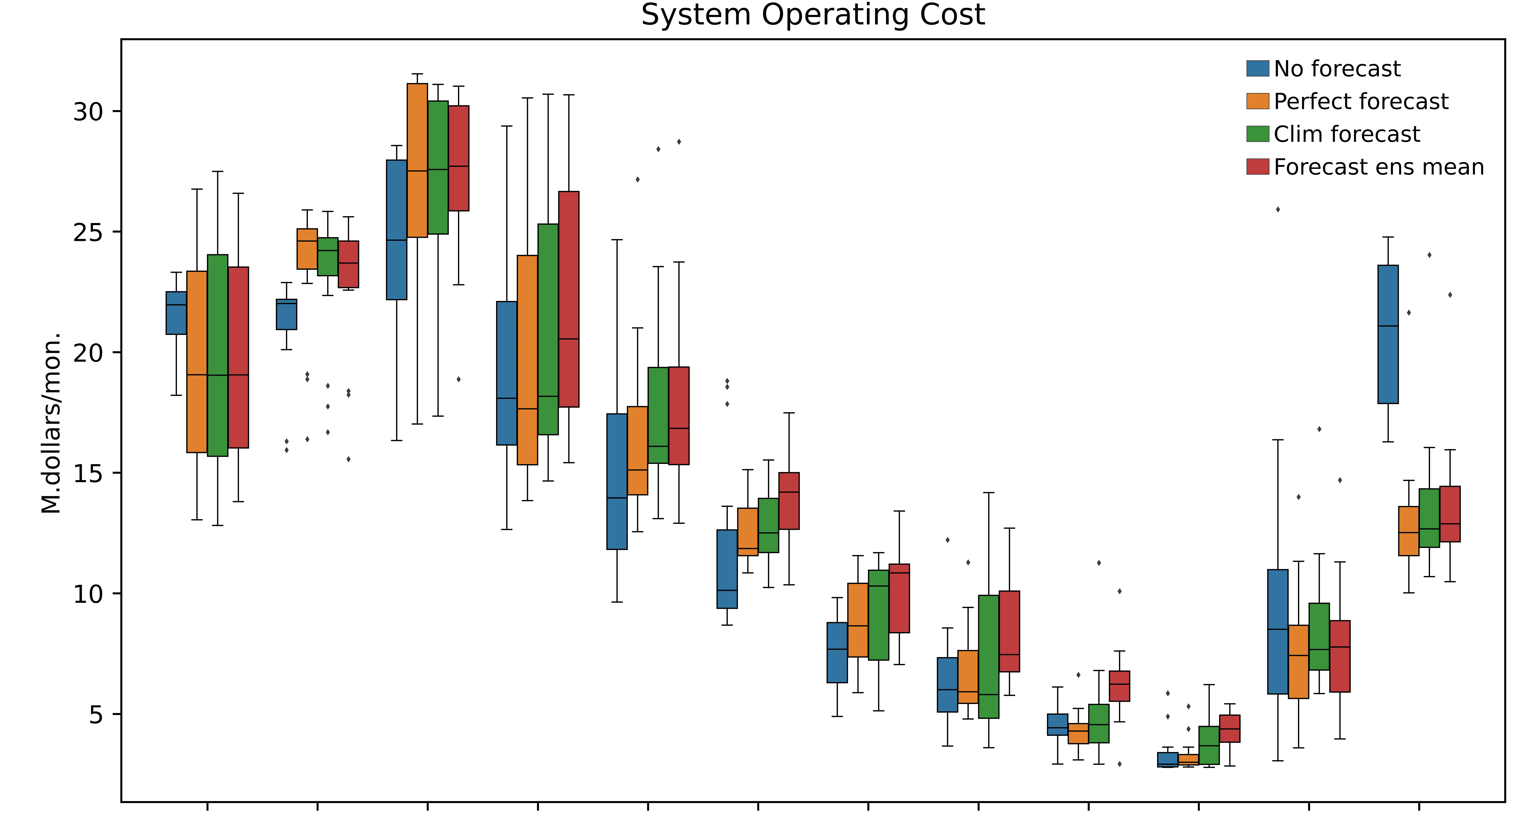 System Operating Cost
M.dollars/mon.
30
25
20
15
10
5
No forecast
Perfect forecast
Clim forecast
Forecast ens mean